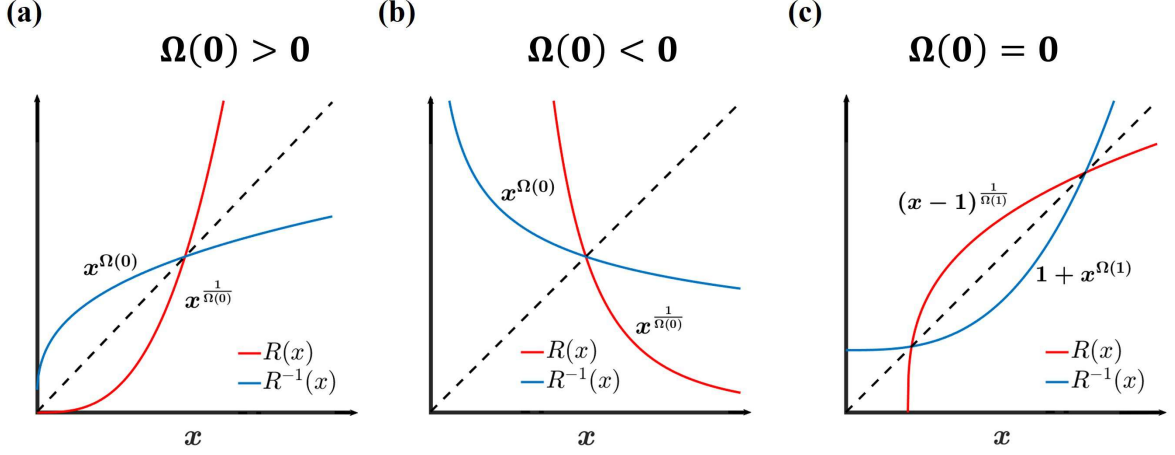 (a)
Ω(0) > 0
x^Ω(0)
x^1/Ω(0)
R(x)
R⁻¹(x)
x
(b)
Ω(0) < 0
x^Ω(0)
x^1/Ω(0)
R(x)
R⁻¹(x)
x
(c)
Ω(0) = 0
(x − 1)^1/Ω(1)
1 + x^Ω(1)
R(x)
R⁻¹(x)
x